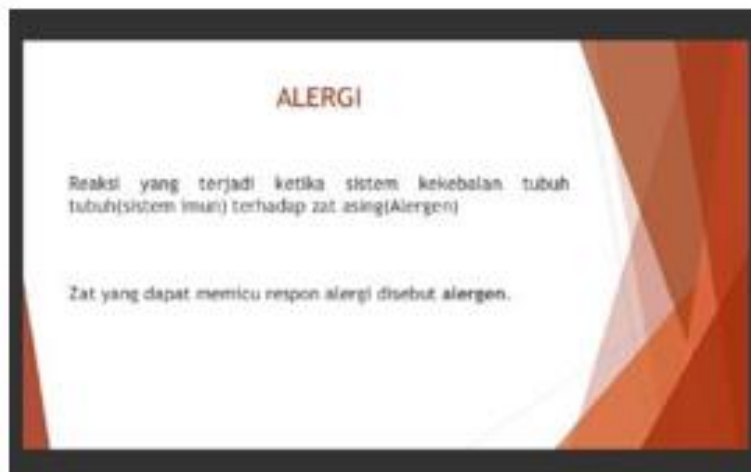 ALERGI
Reaksi yang terjadi ketika sistem kekebalan tubuh
tubuh(sistem imun) terhadap zat asing(Alergen)
Zat yang dapat memicu respon alergi disebut alergen.